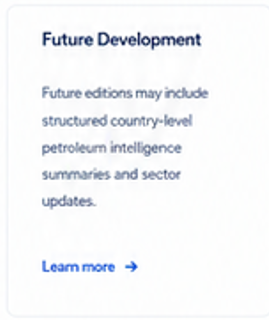 Future Development
Future editions may include
structured country-level
petroleum intelligence
summaries and sector
updates.
Learn more →